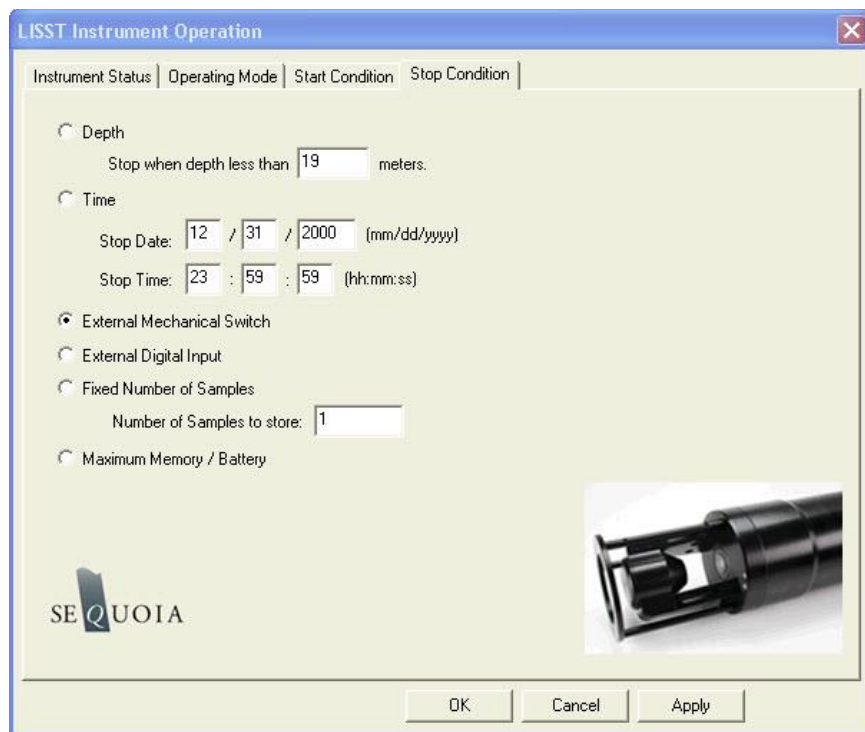 LISST Instrument Operation
Instrument Status Operating Mode Start Condition Stop Condition
Depth
Stop when depth less than 19 meters.
Time
Stop Date: 12 / 31 / 2000 (mm/dd/yyyy)
Stop Time: 23 : 59 : 59 (hh:mm:ss)
External Mechanical Switch
External Digital Input
Fixed Number of Samples
Number of Samples to store: 1
Maximum Memory / Battery
SEQUOIA
OK Cancel Apply